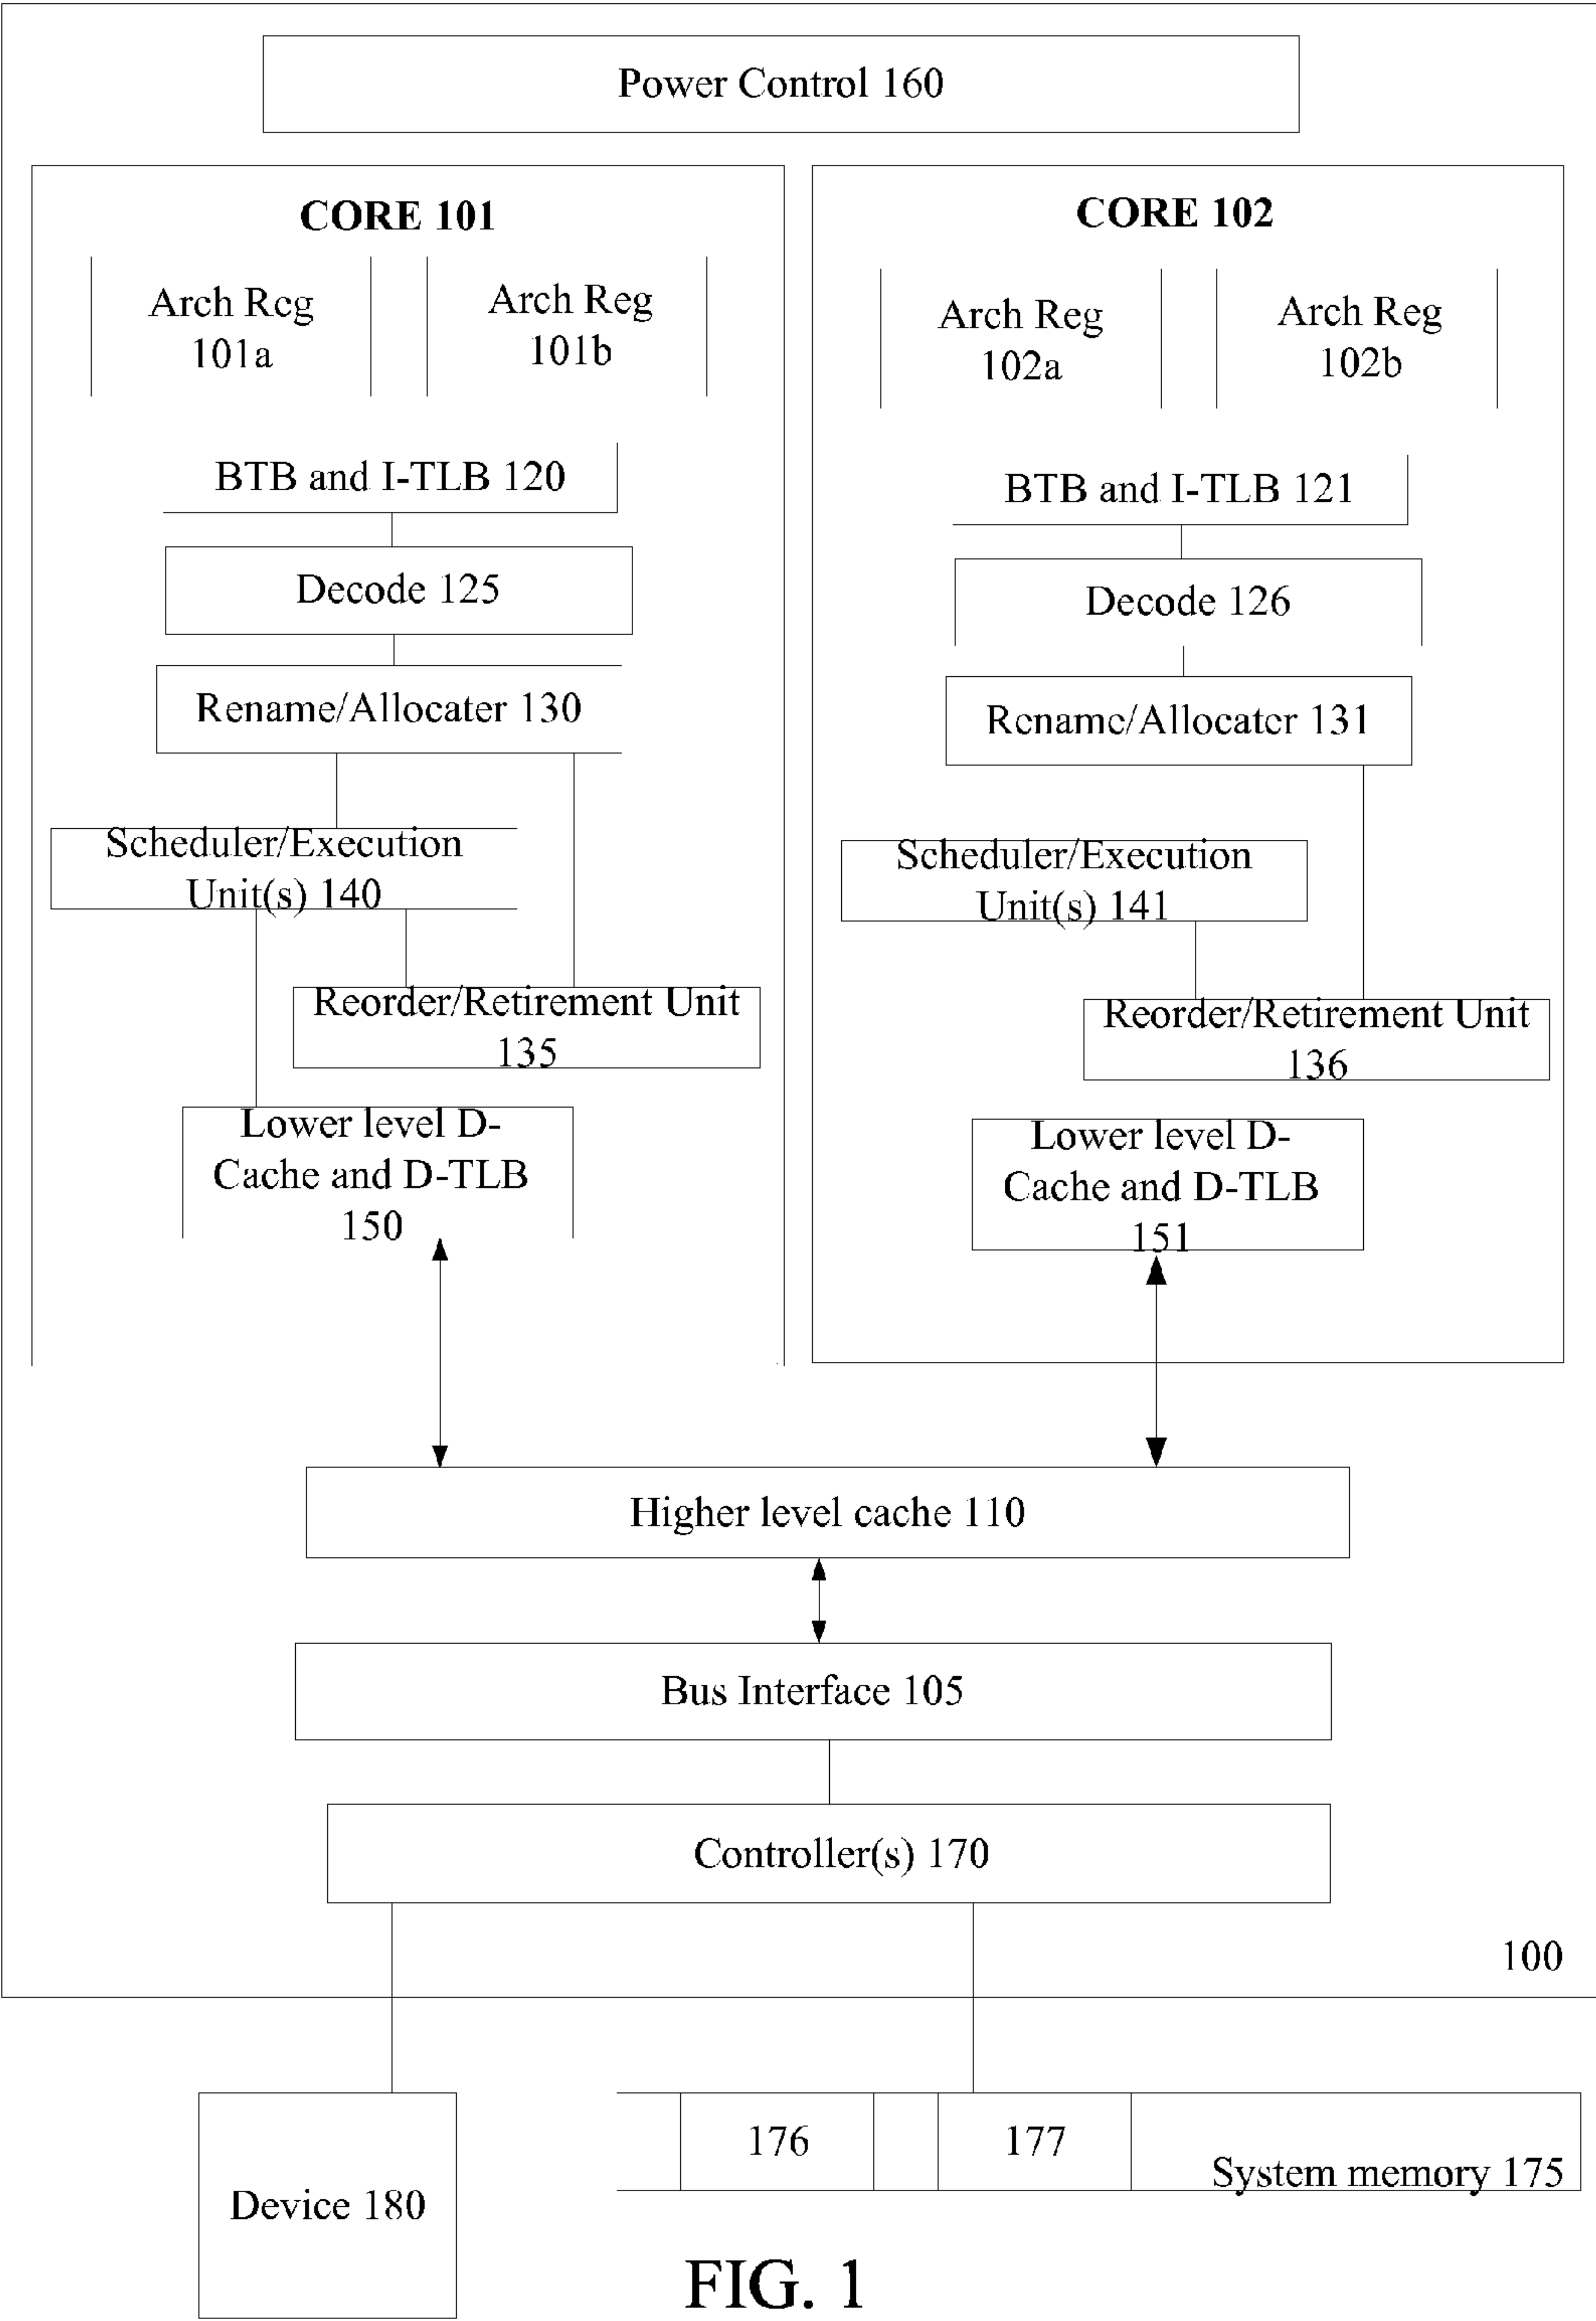 Power Control 160
CORE 101
Arch Reg
101a
Arch Reg
101b
BTB and I-TLB 120
Decode 125
Rename/Allocater 130
Scheduler/Execution
Unit(s) 140
Reorder/Retirement Unit
135
Lower level D-
Cache and D-TLB
150
CORE 102
Arch Reg
102a
Arch Reg
102b
BTB and I-TLB 121
Decode 126
Rename/Allocater 131
Scheduler/Execution
Unit(s) 141
Reorder/Retirement Unit
136
Lower level D-
Cache and D-TLB
151
Higher level cache 110
Bus Interface 105
Controller(s) 170
100
Device 180
176
177
System memory 175
FIG. 1